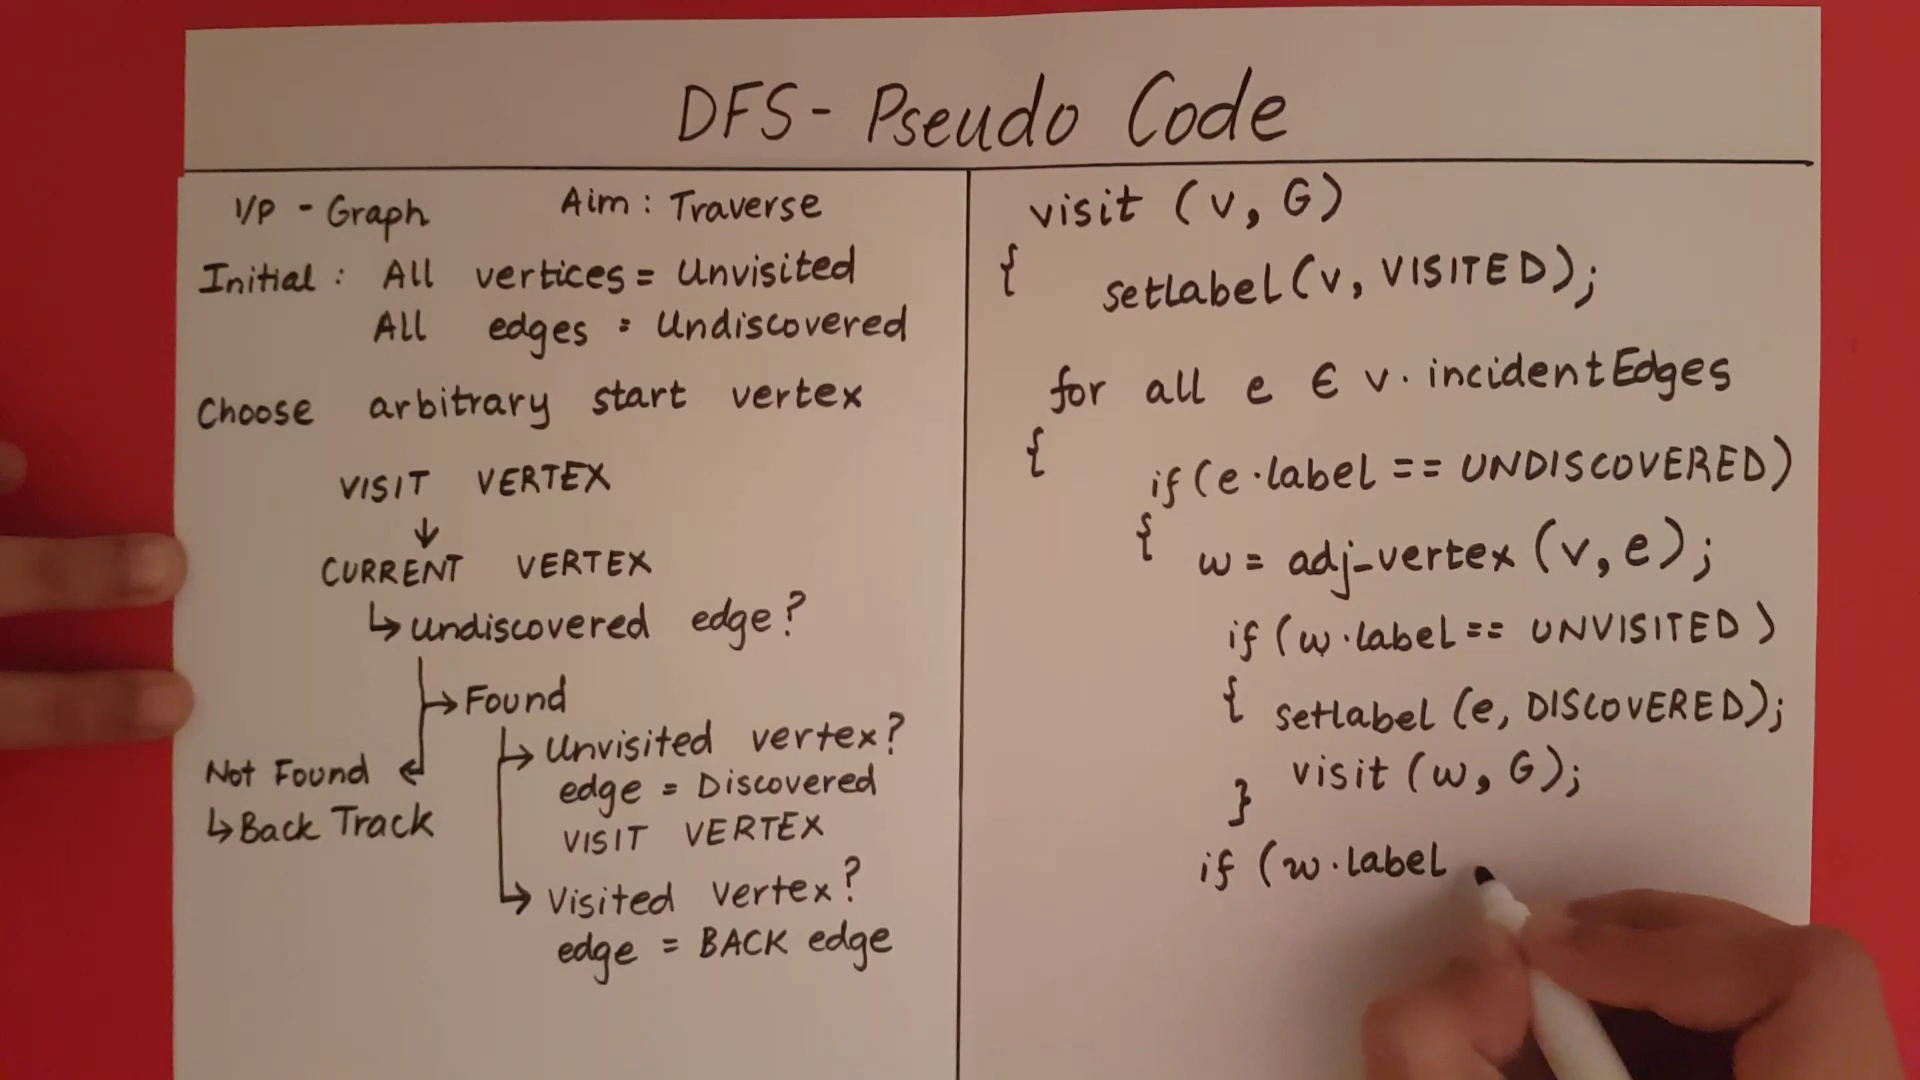 DFS - Pseudo Code
I/P - Graph Aim : Traverse
Initial : All vertices = Unvisited
All edges = Undiscovered
Choose arbitrary start vertex
VISIT VERTEX
↓
CURRENT VERTEX
↳ undiscovered edge?
→ Found
↳ Unvisited vertex?
edge = Discovered
VISIT VERTEX
↳ Visited vertex?
edge = BACK edge
Not Found ←
↳ Back Track
visit (v, G)
{ setLabel (v, VISITED);
for all e ∈ v. incidentEdges
{ if (e.label == UNDISCOVERED)
{ w = adj_vertex (v, e);
if (w.label == UNVISITED)
{ setlabel (e, DISCOVERED);
visit (w, G);
}
if (w.label